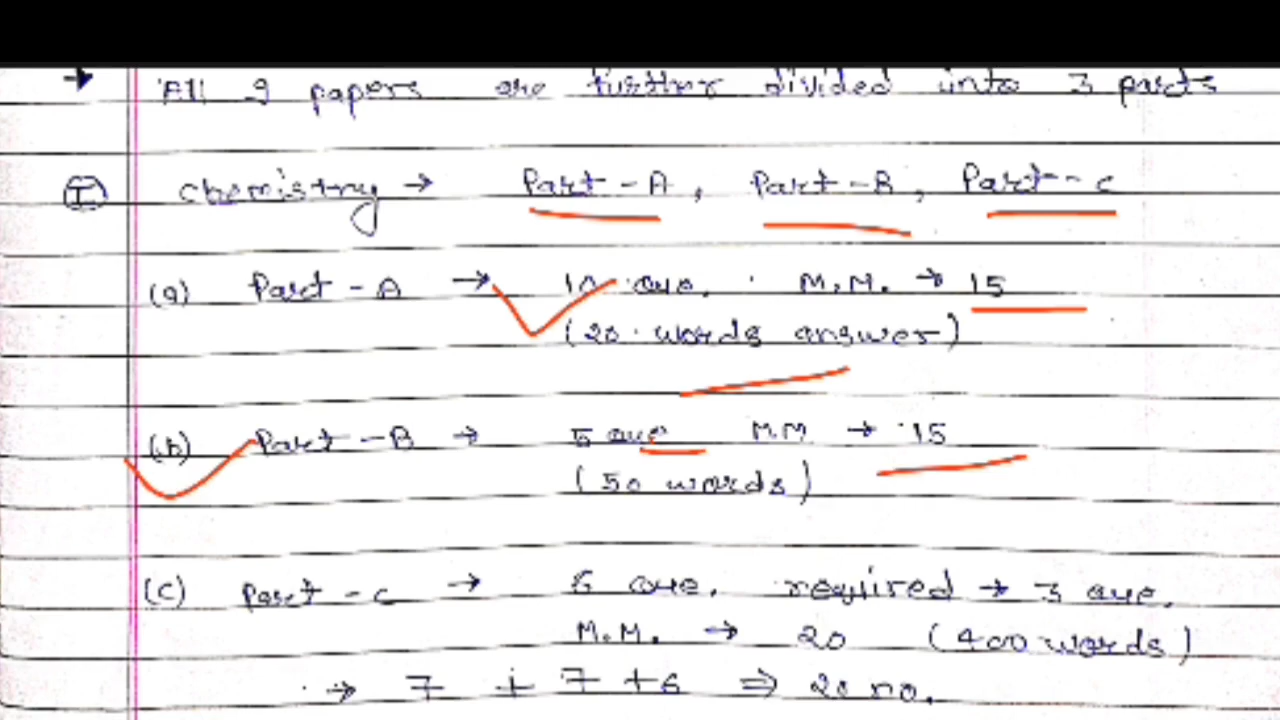 → All 9 papers are further divided into 3 parts
(I) Chemistry → Part-A, Part-B, Part-C
(a) Part-A → 10 que. M.M. → 15
(20 words answer)
(b) Part-B → 5 que M.M → 15
(50 words)
(c) Part-c → 6 que. required → 3 que.
M.M. → 20 (400 words)
→ 7 + 7 + 6 ⇒ 20 no.